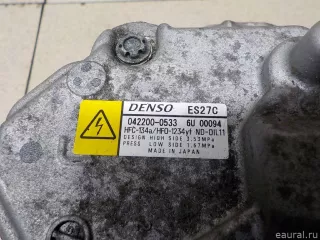 DENSO ES27C
042200-0533 6U 00094
HFC-134a/HFO-1234yf ND-OIL11
DESIGN HIGH SIDE 3.53MPa
PRESS LOW SIDE 1.67MPa
MADE IN JAPAN
eaural.ru